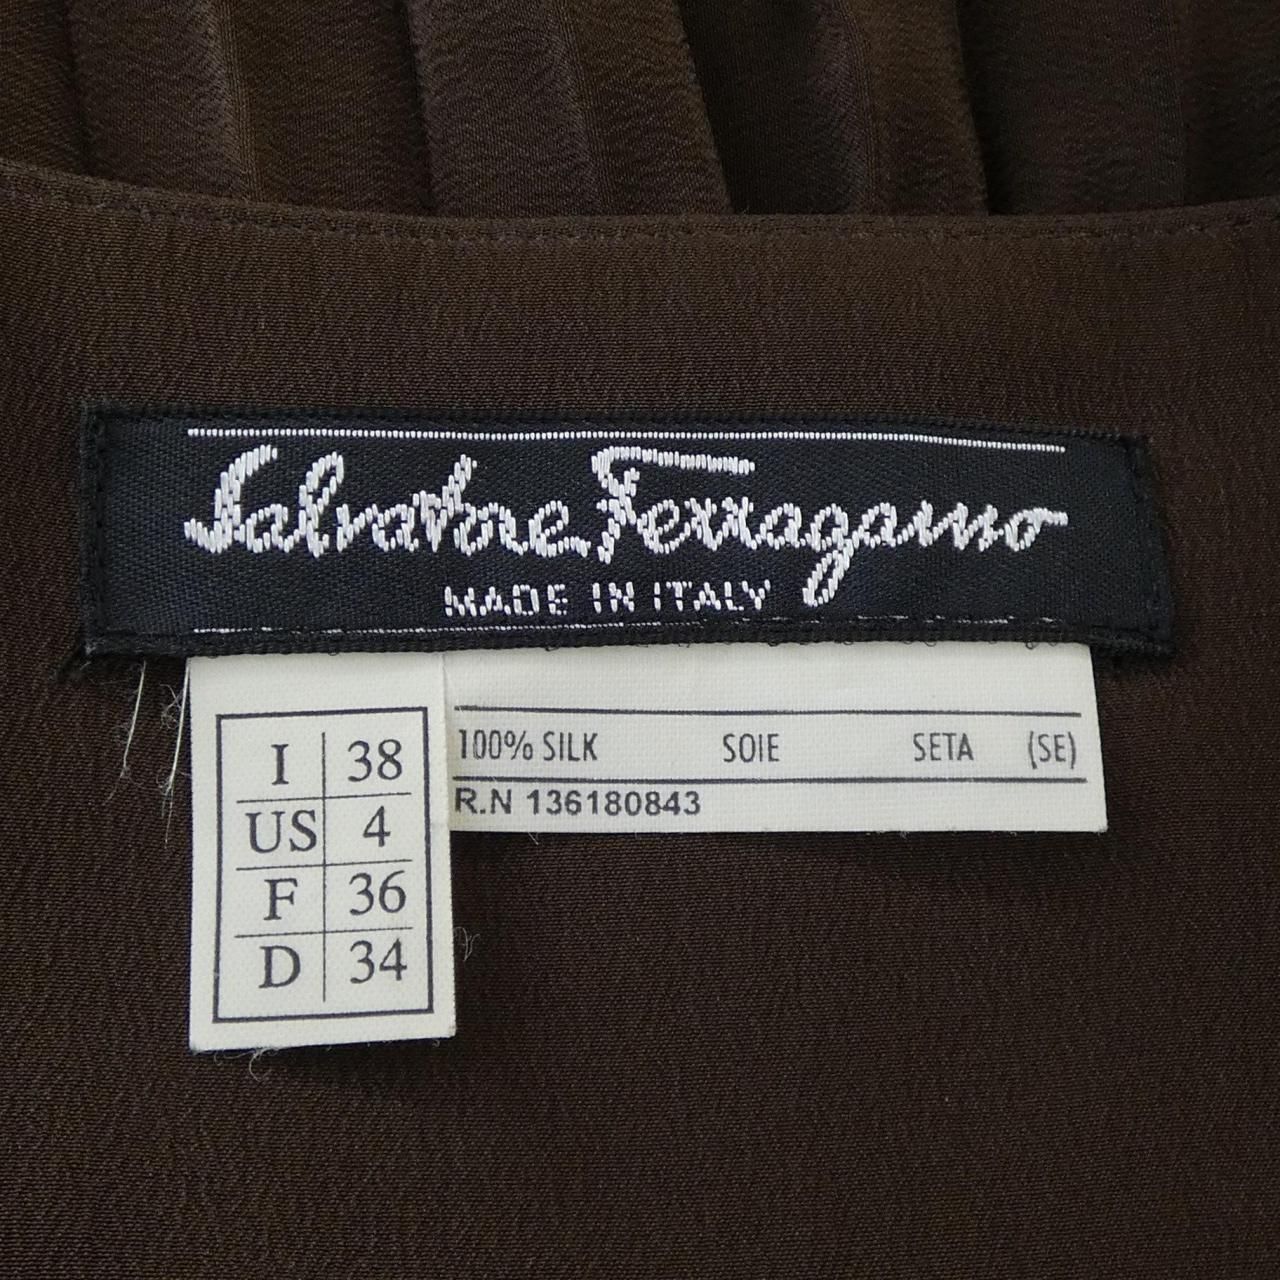 Salvatore Ferragamo
MADE IN ITALY
I 38
US 4
F 36
D 34
100% SILK SOIE SETA (SE)
R.N 136180843